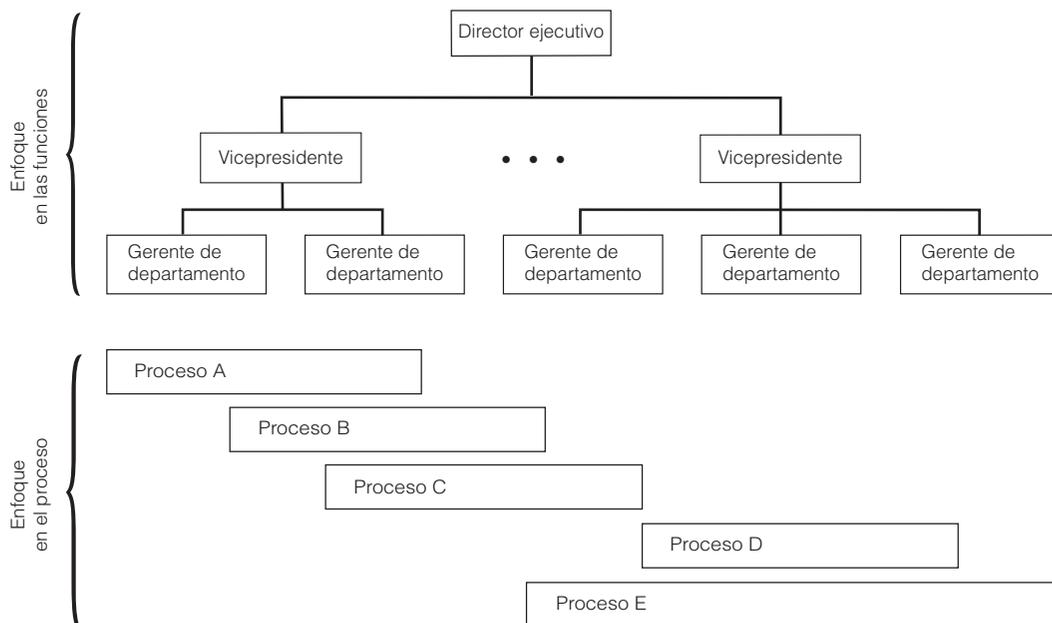 Director ejecutivo
Enfoque
en las funciones
Vicepresidente
• • •
Vicepresidente
Gerente de
departamento
Gerente de
departamento
Gerente de
departamento
Gerente de
departamento
Gerente de
departamento
Enfoque
en el proceso
Proceso A
Proceso B
Proceso C
Proceso D
Proceso E